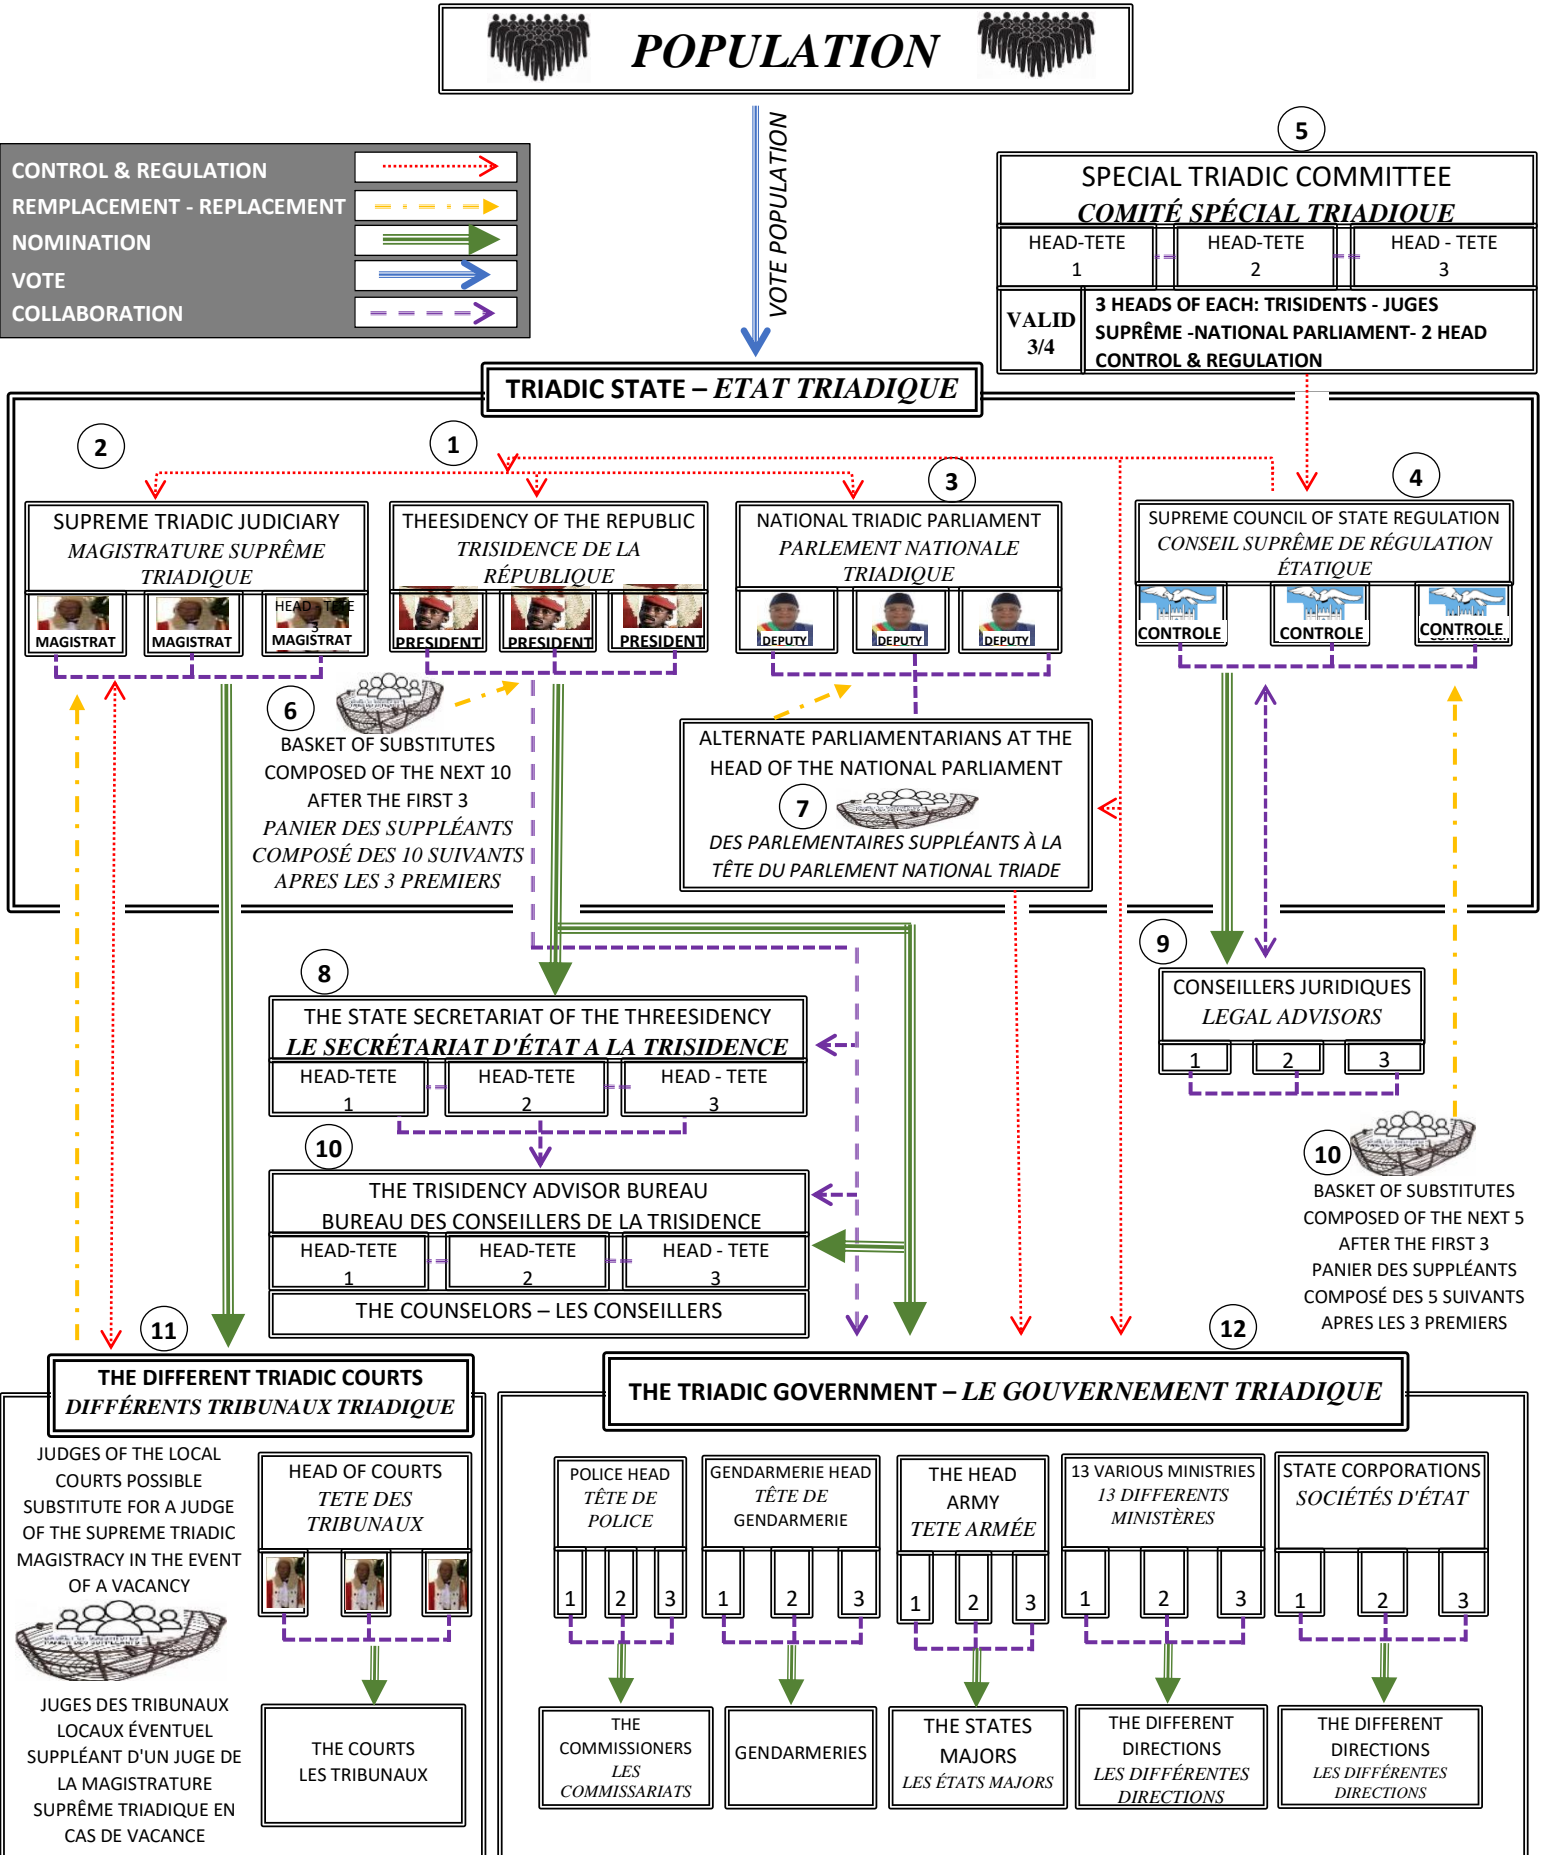 POPULATION
VOTE POPULATION
CONTROL & REGULATION
REMPLACEMENT - REPLACEMENT
NOMINATION
VOTE
COLLABORATION
5
SPECIAL TRIADIC COMMITTEE
COMITÉ SPÉCIAL TRIADIOUE
HEAD-TETE
1
HEAD-TETE
2
HEAD - TETE
3
VALID
3/4
3 HEADS OF EACH: TRISIDENTS - JUGES
SUPRÊME -NATIONAL PARLIAMENT- 2 HEAD
CONTROL & REGULATION
TRIADIC STATE – ETAT TRIADIQUE
2
1
3
4
SUPREME TRIADIC JUDICIARY
MAGISTRATURE SUPRÊME
TRIADIQUE
MAGISTRAT
MAGISTRAT
HEAD - TETE
3
MAGISTRAT
THEESIDENCY OF THE REPUBLIC
TRISIDENCE DE LA
RÉPUBLIQUE
PRESIDENT
PRESIDENT
PRESIDENT
NATIONAL TRIADIC PARLIAMENT
PARLEMENT NATIONALE
TRIADIQUE
DEPUTY
DEPUTY
DEPUTY
SUPREME COUNCIL OF STATE REGULATION
CONSEIL SUPRÊME DE RÉGULATION
ÉTATIQUE
CONTROLE
CONTROLE
CONTROLE
6
BASKET OF SUBSTITUTES
COMPOSED OF THE NEXT 10
AFTER THE FIRST 3
PANIER DES SUPPLÉANTS
COMPOSÉ DES 10 SUIVANTS
APRES LES 3 PREMIERS
ALTERNATE PARLIAMENTARIANS AT THE
HEAD OF THE NATIONAL PARLIAMENT
7
DES PARLEMENTAIRES SUPPLÉANTS À LA
TÊTE DU PARLEMENT NATIONAL TRIADE
8
THE STATE SECRETARIAT OF THE THREESIDENCY
LE SECRÉTARIAT D'ÉTAT A LA TRISIDENCE
HEAD-TETE
1
HEAD-TETE
2
HEAD - TETE
3
9
CONSEILLERS JURIDIQUES
LEGAL ADVISORS
1
2
3
10
THE TRISIDENCY ADVISOR BUREAU
BUREAU DES CONSEILLERS DE LA TRISIDENCE
HEAD-TETE
1
HEAD-TETE
2
HEAD - TETE
3
THE COUNSELORS – LES CONSEILLERS
10
BASKET OF SUBSTITUTES
COMPOSED OF THE NEXT 5
AFTER THE FIRST 3
PANIER DES SUPPLÉANTS
COMPOSÉ DES 5 SUIVANTS
APRES LES 3 PREMIERS
11
THE DIFFERENT TRIADIC COURTS
DIFFÉRENTS TRIBUNAUX TRIADIQUE
JUDGES OF THE LOCAL
COURTS POSSIBLE
SUBSTITUTE FOR A JUDGE
OF THE SUPREME TRIADIC
MAGISTRACY IN THE EVENT
OF A VACANCY
JUGES DES TRIBUNAUX
LOCAUX ÉVENTUEL
SUPPLÉANT D'UN JUGE DE
LA MAGISTRATURE
SUPRÊME TRIADIQUE EN
CAS DE VACANCE
HEAD OF COURTS
TETE DES
TRIBUNAUX
THE COURTS
LES TRIBUNAUX
12
THE TRIADIC GOVERNMENT – LE GOUVERNEMENT TRIADIQUE
POLICE HEAD
TÊTE DE
POLICE
1
2
3
THE
COMMISSIONERS
LES
COMMISSARIATS
GENDARMERIE HEAD
TÊTE DE
GENDARMERIE
1
2
3
GENDARMERIES
THE HEAD
ARMY
TETE ARMÉE
1
2
3
THE STATES
MAJORS
LES ÉTATS MAJORS
13 VARIOUS MINISTRIES
13 DIFFERENTS
MINISTÈRES
1
2
3
THE DIFFERENT
DIRECTIONS
LES DIFFÉRENTES
DIRECTIONS
STATE CORPORATIONS
SOCIÉTÉS D'ÉTAT
1
2
3
THE DIFFERENT
DIRECTIONS
LES DIFFÉRENTES
DIRECTIONS